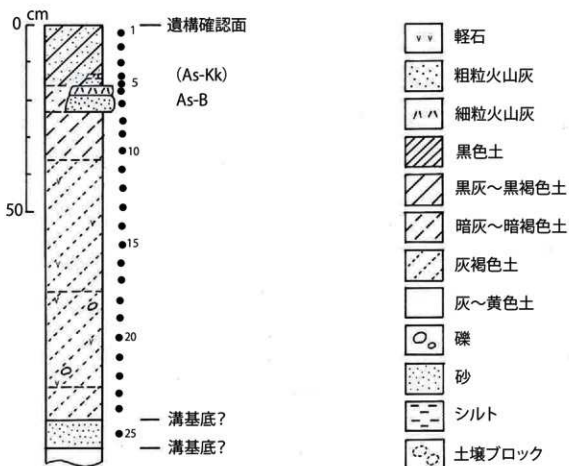 0 cm
50
1
遺構確認面
(As-Kk)
5
As-B
10
15
20
溝基底?
25
溝基底?
軽石
粗粒火山灰
細粒火山灰
黒色土
黒灰~黒褐色土
暗灰~暗褐色土
灰褐色土
灰~黄色土
礫
砂
シルト
土壌ブロック